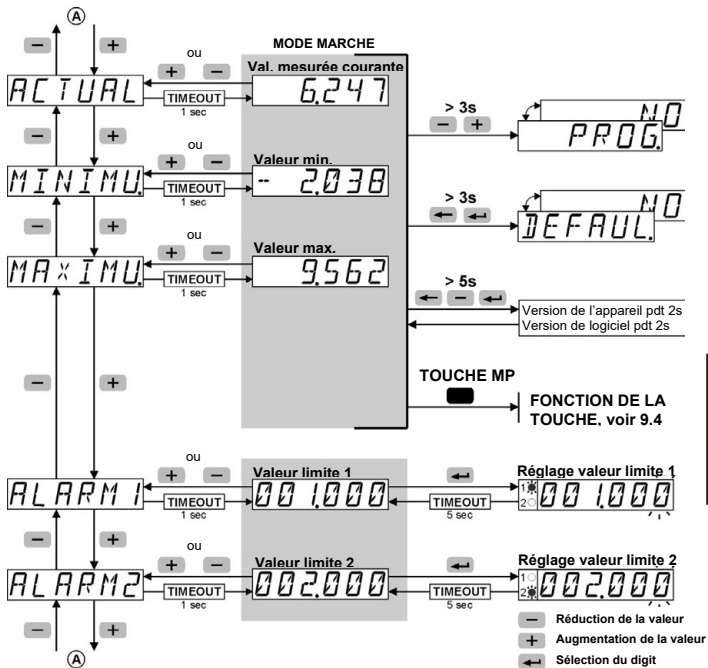 A
− +
ou
MODE MARCHE
+ −
Val. mesurée courante
ACTUAL
TIMEOUT
1 sec
6.247
> 3s
− +
NO
PROG.
− +
ou
+ −
Valeur min.
MINIMU.
TIMEOUT
1 sec
- 2.038
> 3s
NO
DEFAUL.
− +
ou
+ −
Valeur max.
MAXIMU.
TIMEOUT
1 sec
9.562
> 5s
−
Version de l'appareil pdt 2s
Version de logiciel pdt 2s
− +
TOUCHE MP
FONCTION DE LA
TOUCHE, voir 9.4
ou
+ −
Valeur limite 1
Réglage valeur limite 1
ALARM1
TIMEOUT
1 sec
001.000
TIMEOUT
5 sec
1
2
001.000
− +
ou
+ −
Valeur limite 2
Réglage valeur limite 2
ALARM2
TIMEOUT
1 sec
002.000
TIMEOUT
5 sec
1
2
002.000
− +
− Réduction de la valeur
+ Augmentation de la valeur
Sélection du digit
A